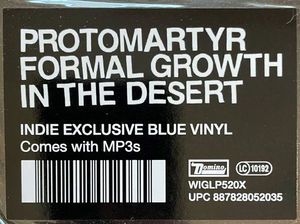 PROTOMARTYR
FORMAL GROWTH
IN THE DESERT
INDIE EXCLUSIVE BLUE VINYL
Comes with MP3s
Domino
LC 10192
WIGLP520X
UPC 887828052035